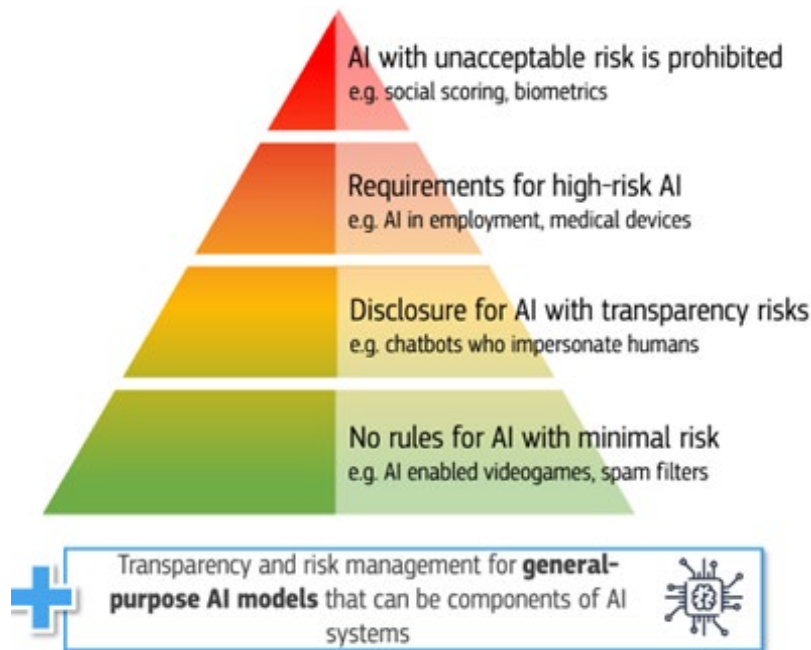 AI with unacceptable risk is prohibited
e.g. social scoring, biometrics
Requirements for high-risk AI
e.g. AI in employment, medical devices
Disclosure for AI with transparency risks
e.g. chatbots who impersonate humans
No rules for AI with minimal risk
e.g. AI enabled videogames, spam filters
Transparency and risk management for general-
purpose AI models that can be components of AI
systems